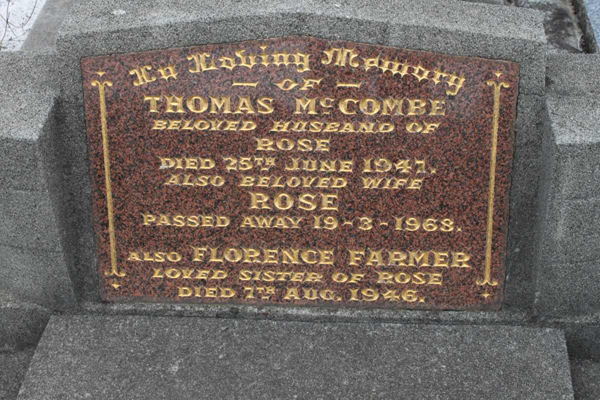 In Loving Memory
— OF —
THOMAS McCOMBE
BELOVED HUSBAND OF
ROSE
DIED 25TH JUNE 1941.
ALSO BELOVED WIFE
ROSE
PASSED AWAY 19-3-1968.
ALSO FLORENCE FARMER
LOVED SISTER OF ROSE
DIED 7TH AUG. 1946.